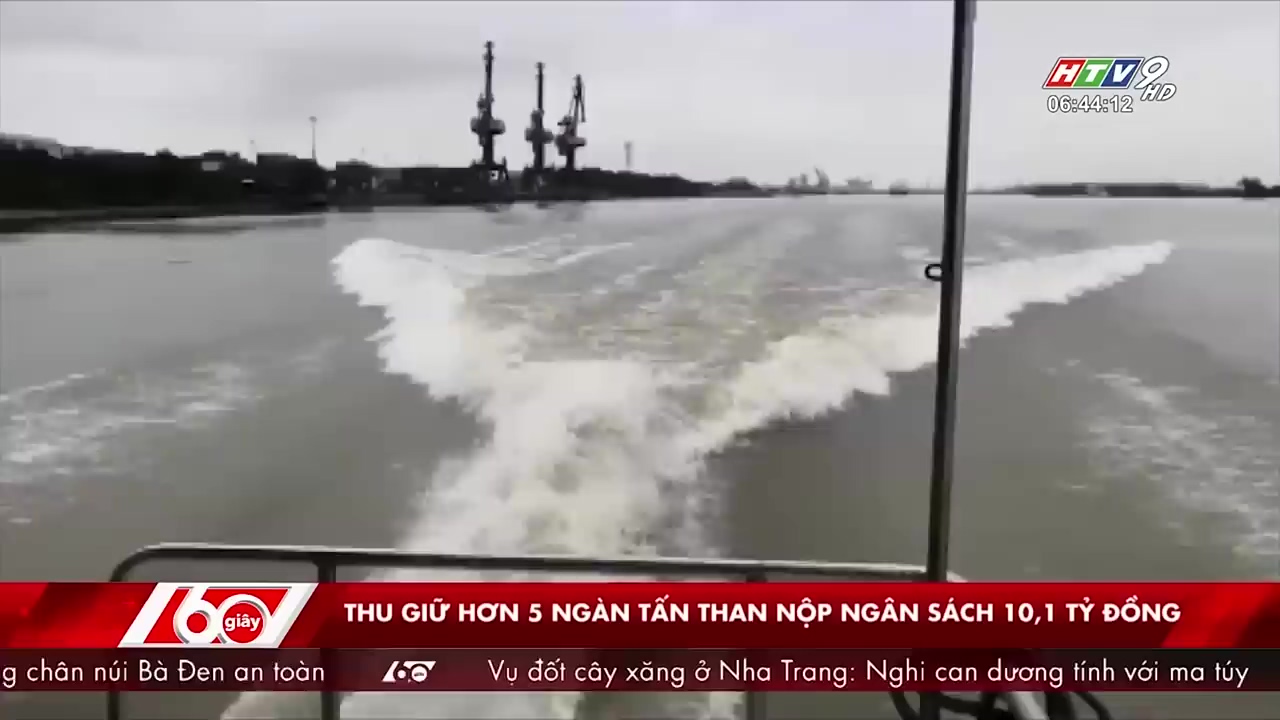 HTV9
HD
06:44:12
60 giây
THU GIỮ HƠN 5 NGÀN TẤN THAN NỘP NGÂN SÁCH 10,1 TỶ ĐỒNG
g chân núi Bà Đen an toàn
60
Vụ đốt cây xăng ở Nha Trang: Nghi can dương tính với ma túy